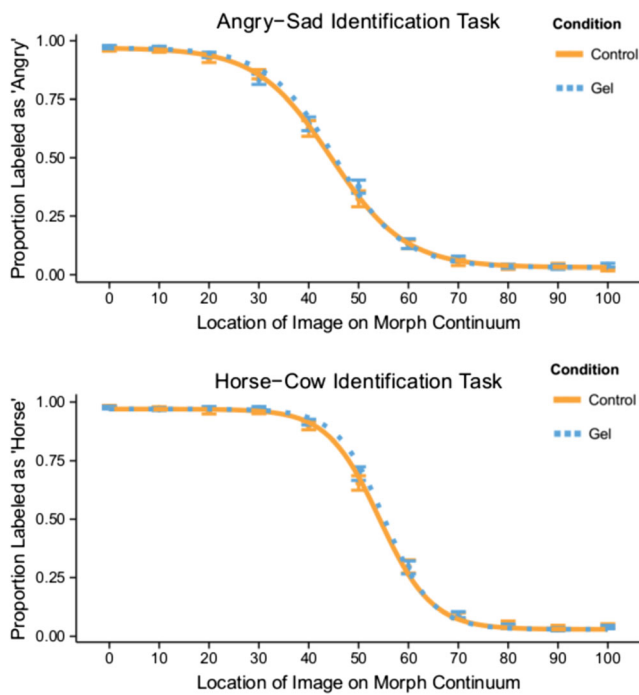 Angry−Sad Identification Task
Condition
Control
Gel
Proportion Labeled as 'Angry'
1.00
0.75
0.50
0.25
0.00
0 10 20 30 40 50 60 70 80 90 100
Location of Image on Morph Continuum
Horse−Cow Identification Task
Condition
Control
Gel
Proportion Labeled as 'Horse'
1.00
0.75
0.50
0.25
0.00
0 10 20 30 40 50 60 70 80 90 100
Location of Image on Morph Continuum